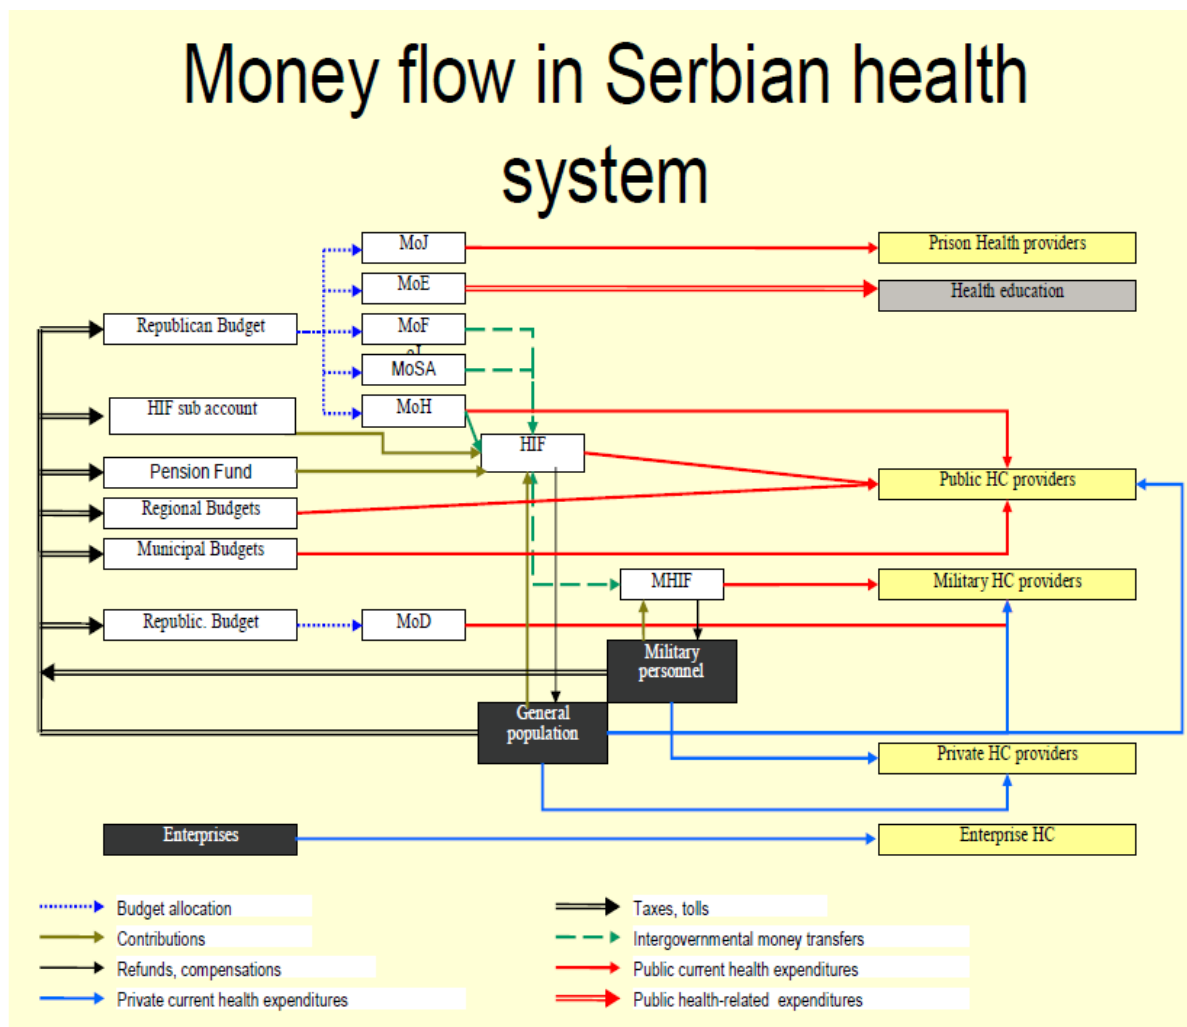 Money flow in Serbian health
system
MoJ
Prison Health providers
MoE
Health education
Republican Budget
MoF
MoSA
HIF sub account
MoH
HIF
Pension Fund
Public HC providers
Regional Budgets
Municipal Budgets
MHIF
Military HC providers
Republic. Budget
MoD
Military
personnel
General
population
Private HC providers
Enterprises
Enterprise HC
Budget allocation
Taxes, tolls
Contributions
Intergovernmental money transfers
Refunds, compensations
Public current health expenditures
Private current health expenditures
Public health-related expenditures